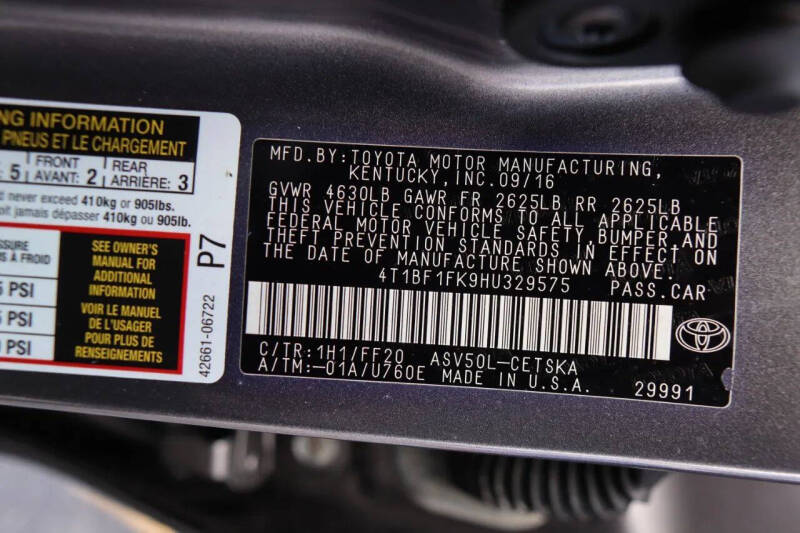 NG INFORMATION
PNEUS ET LE CHARGEMENT
5 FRONT AVANT: 2 REAR ARRIÈRE: 3
never exceed 410kg or 905lbs.
jamais dépasser 410kg ou 905lb.
À FROID
PSI
PSI
PSI
SEE OWNER'S
MANUAL FOR
ADDITIONAL
INFORMATION
VOIR LE MANUEL
DE L'USAGER
POUR PLUS DE
RENSEIGNEMENTS
P7
42661-06722
MFD.BY:TOYOTA MOTOR MANUFACTURING,
KENTUCKY,INC.09/16
GVWR 4630LB GAWR FR 2625LB RR 2625LB
THIS VEHICLE CONFORMS TO ALL APPLICABLE
FEDERAL MOTOR VEHICLE SAFETY,BUMPER,AND
THEFT PREVENTION STANDARDS IN EFFECT ON
THE DATE OF MANUFACTURE SHOWN ABOVE.
4T1BF1FK9HU329575 PASS.CAR
C/TR:1H1/FF20 ASV50L-CETSKA
A/TM:-01A/U760E MADE IN U.S.A.
29991